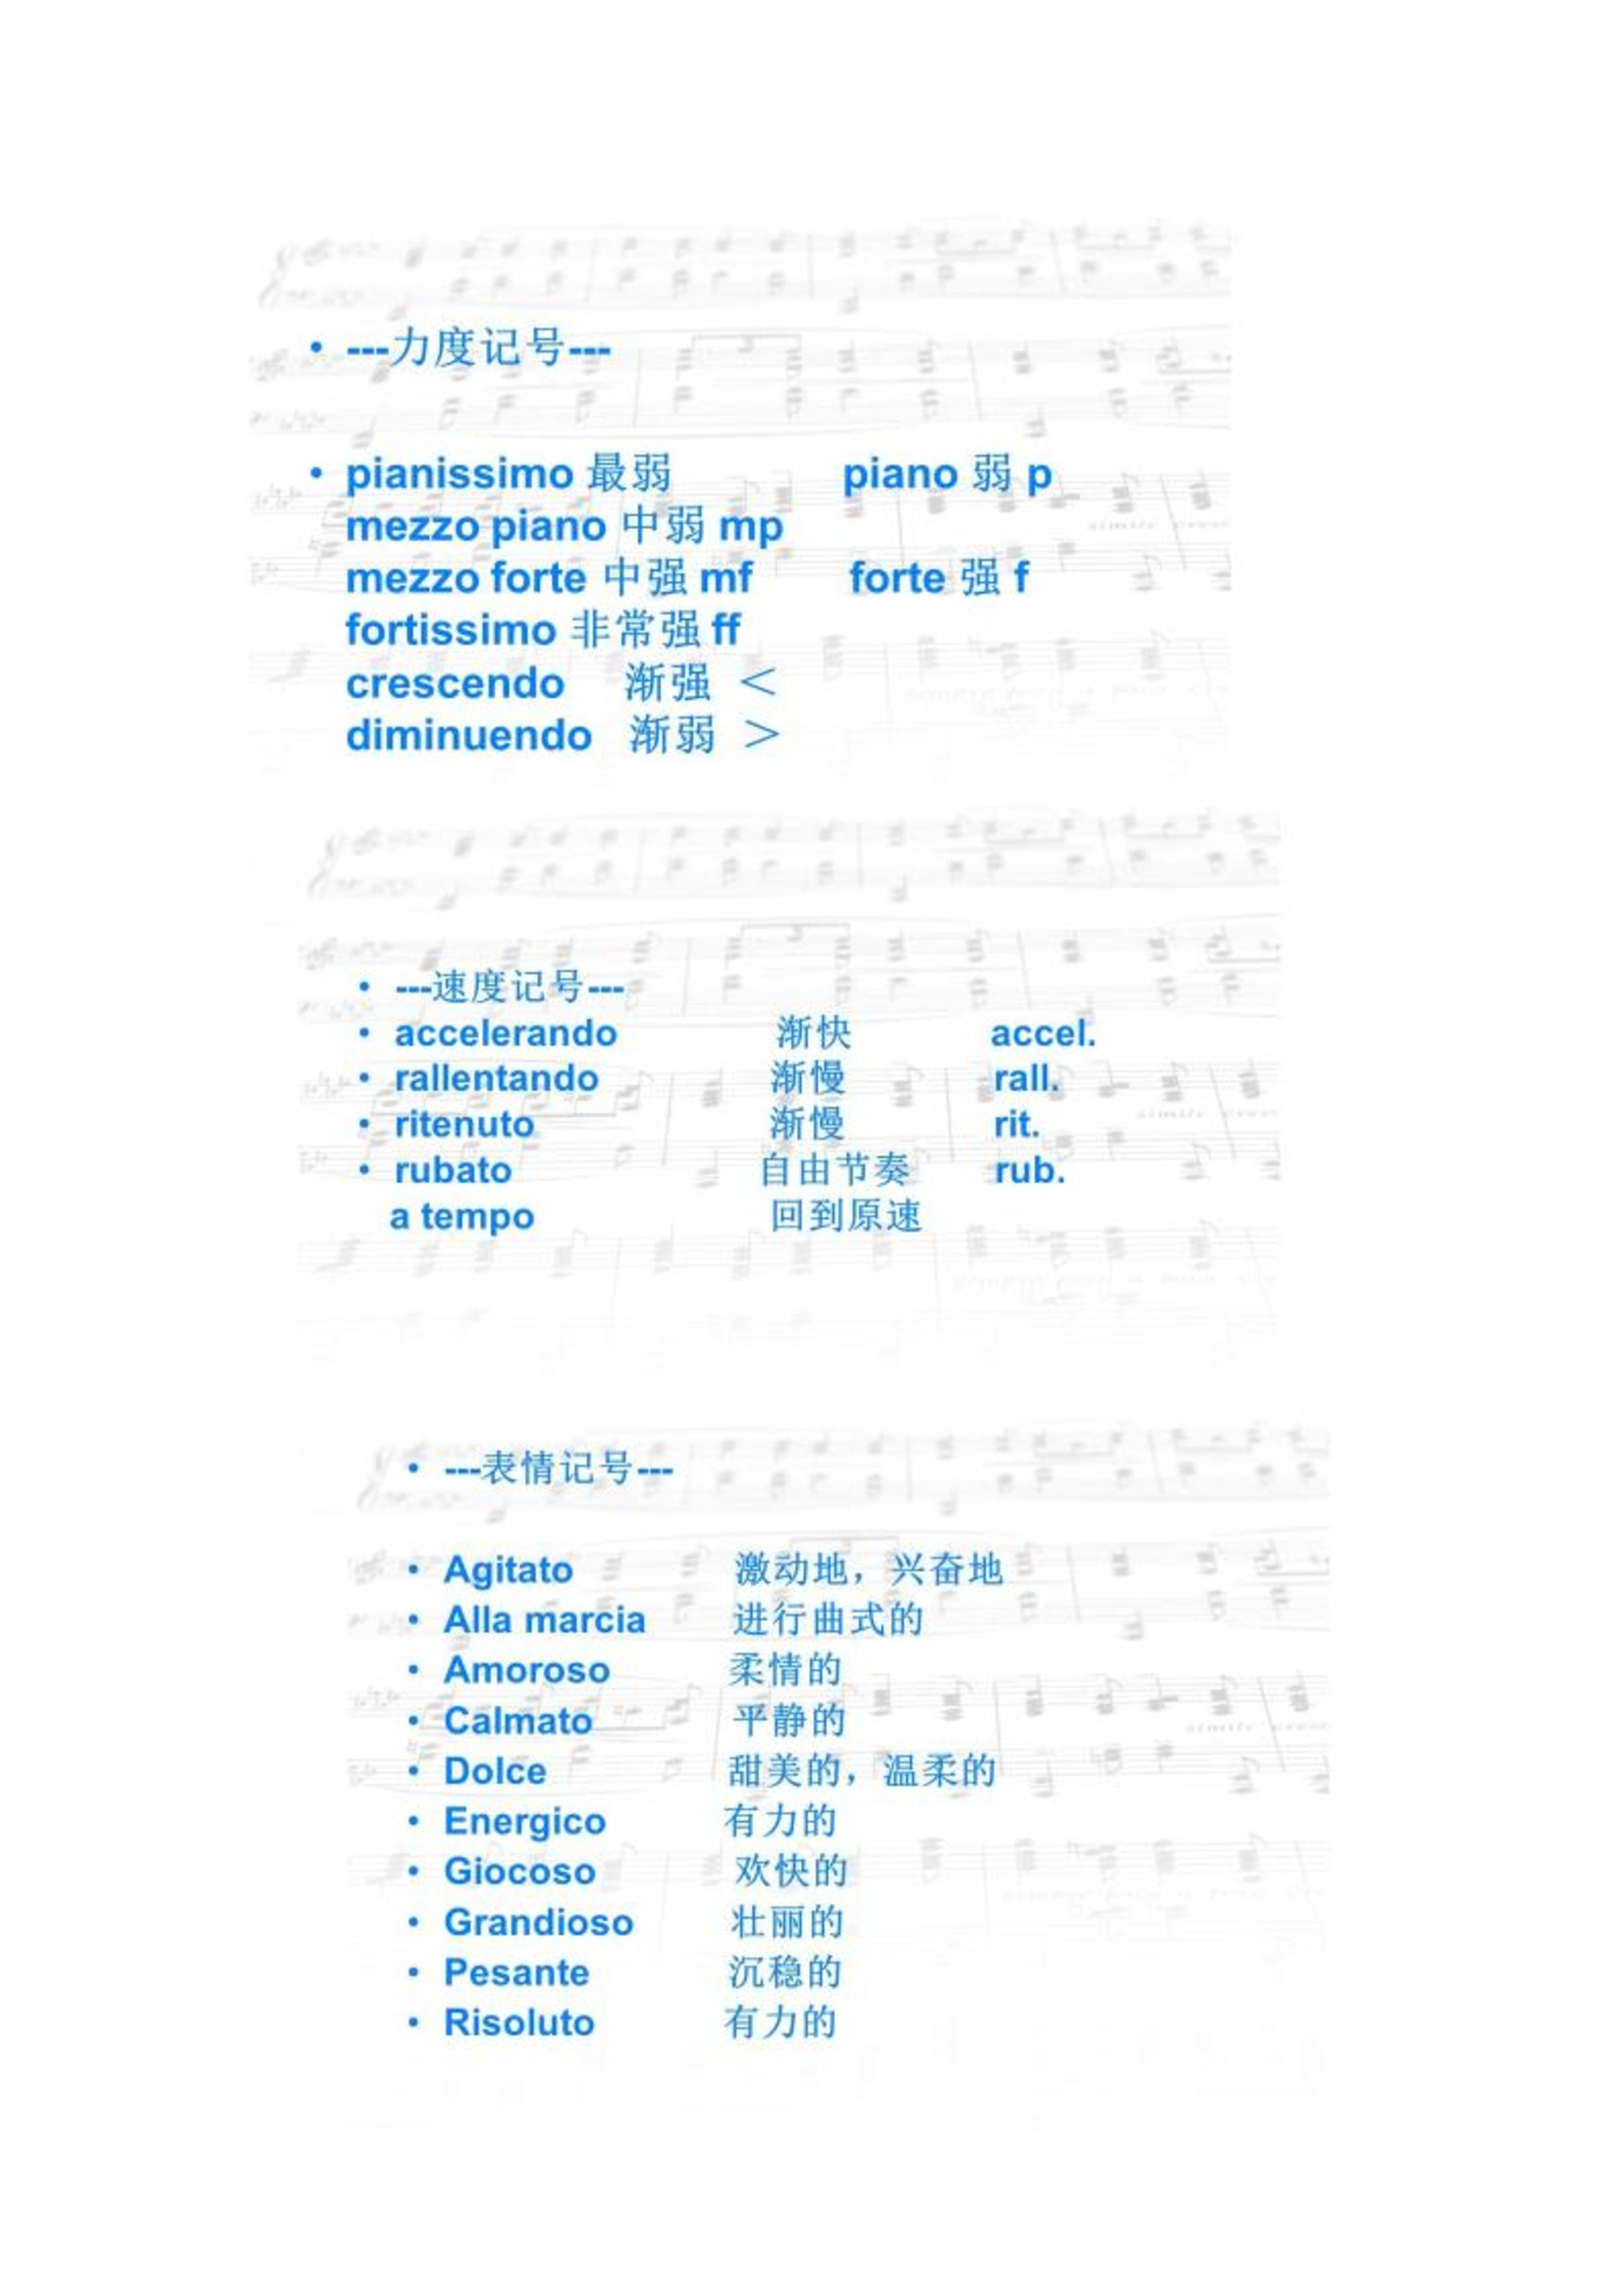 • ---力度记号---
• pianissimo 最弱 piano 弱 p
mezzo piano 中弱 mp
mezzo forte 中强 mf forte 强 f
fortissimo 非常强 ff
crescendo 渐强 <
diminuendo 渐弱 >
• ---速度记号---
• accelerando 渐快 accel.
• rallentando 渐慢 rall.
• ritenuto 渐慢 rit.
• rubato 自由节奏 rub.
a tempo 回到原速
• ---表情记号---
• Agitato 激动地，兴奋地
• Alla marcia 进行曲式的
• Amoroso 柔情的
• Calmato 平静的
• Dolce 甜美的，温柔的
• Energico 有力的
• Giocoso 欢快的
• Grandioso 壮丽的
• Pesante 沉稳的
• Risoluto 有力的